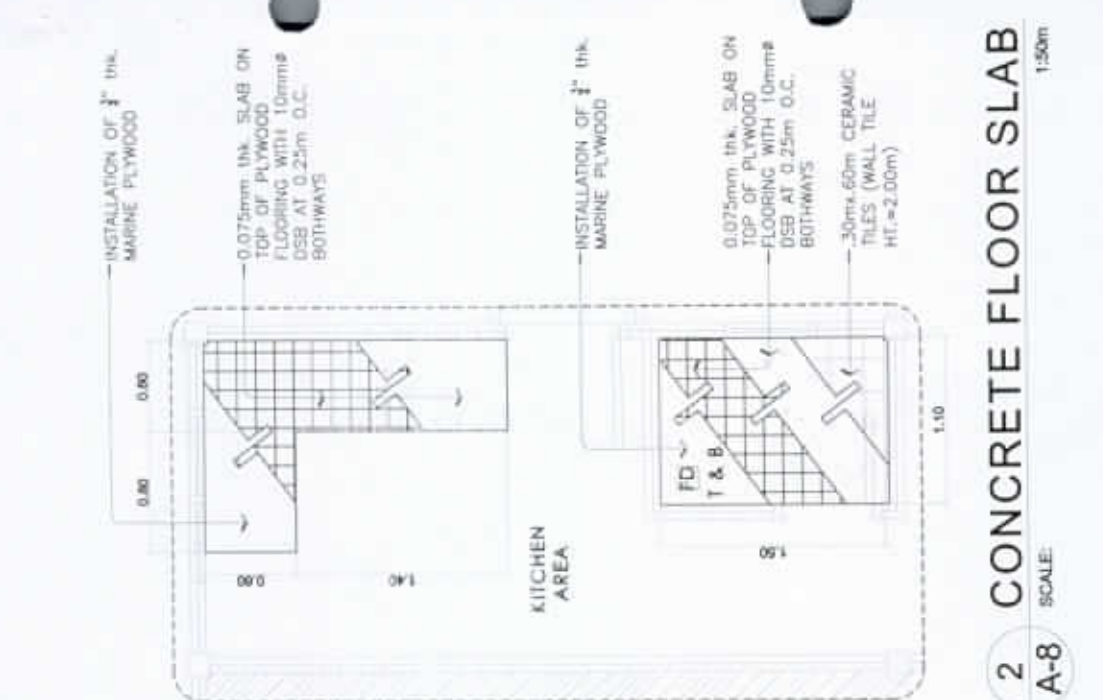 INSTALLATION OF ¾" thk.
MARINE PLYWOOD
0.075mm thk. SLAB ON
TOP OF PLYWOOD
FLOORING WITH 10mmø
DSB AT 0.25m O.C.
BOTHWAYS
INSTALLATION OF ¾" thk.
MARINE PLYWOOD
0.075mm thk. SLAB ON
TOP OF PLYWOOD
FLOORING WITH 10mmø
DSB AT 0.25m O.C.
BOTHWAYS
.30mx.60m CERAMIC
TILES (WALL TILE
HT.=2.00m)
0.60
0.80
0.60
1.40
KITCHEN
AREA
FD
T & B
1.50
1.10
2
A-8
CONCRETE FLOOR SLAB
SCALE:
1:50m